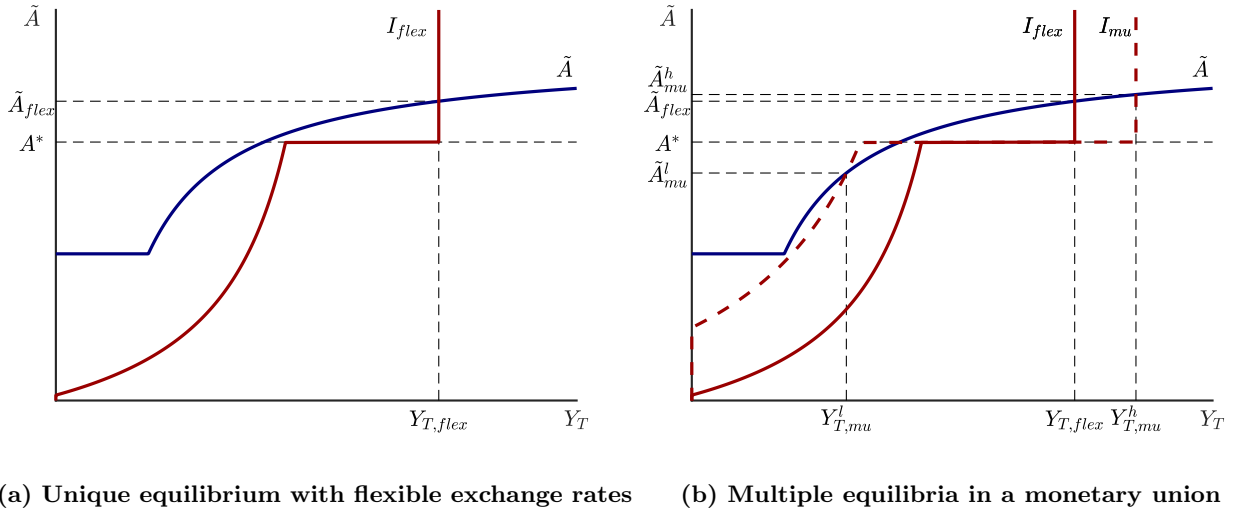 Ã
I_flex
Ã
Ã_flex
A*
Y_T,flex
Y_T
(a) Unique equilibrium with flexible exchange rates
Ã
I_flex
I_mu
Ã
Ã^h_mu
Ã_flex
A*
Ã^l_mu
Y^l_T,mu
Y_T,flex
Y^h_T,mu
Y_T
(b) Multiple equilibria in a monetary union